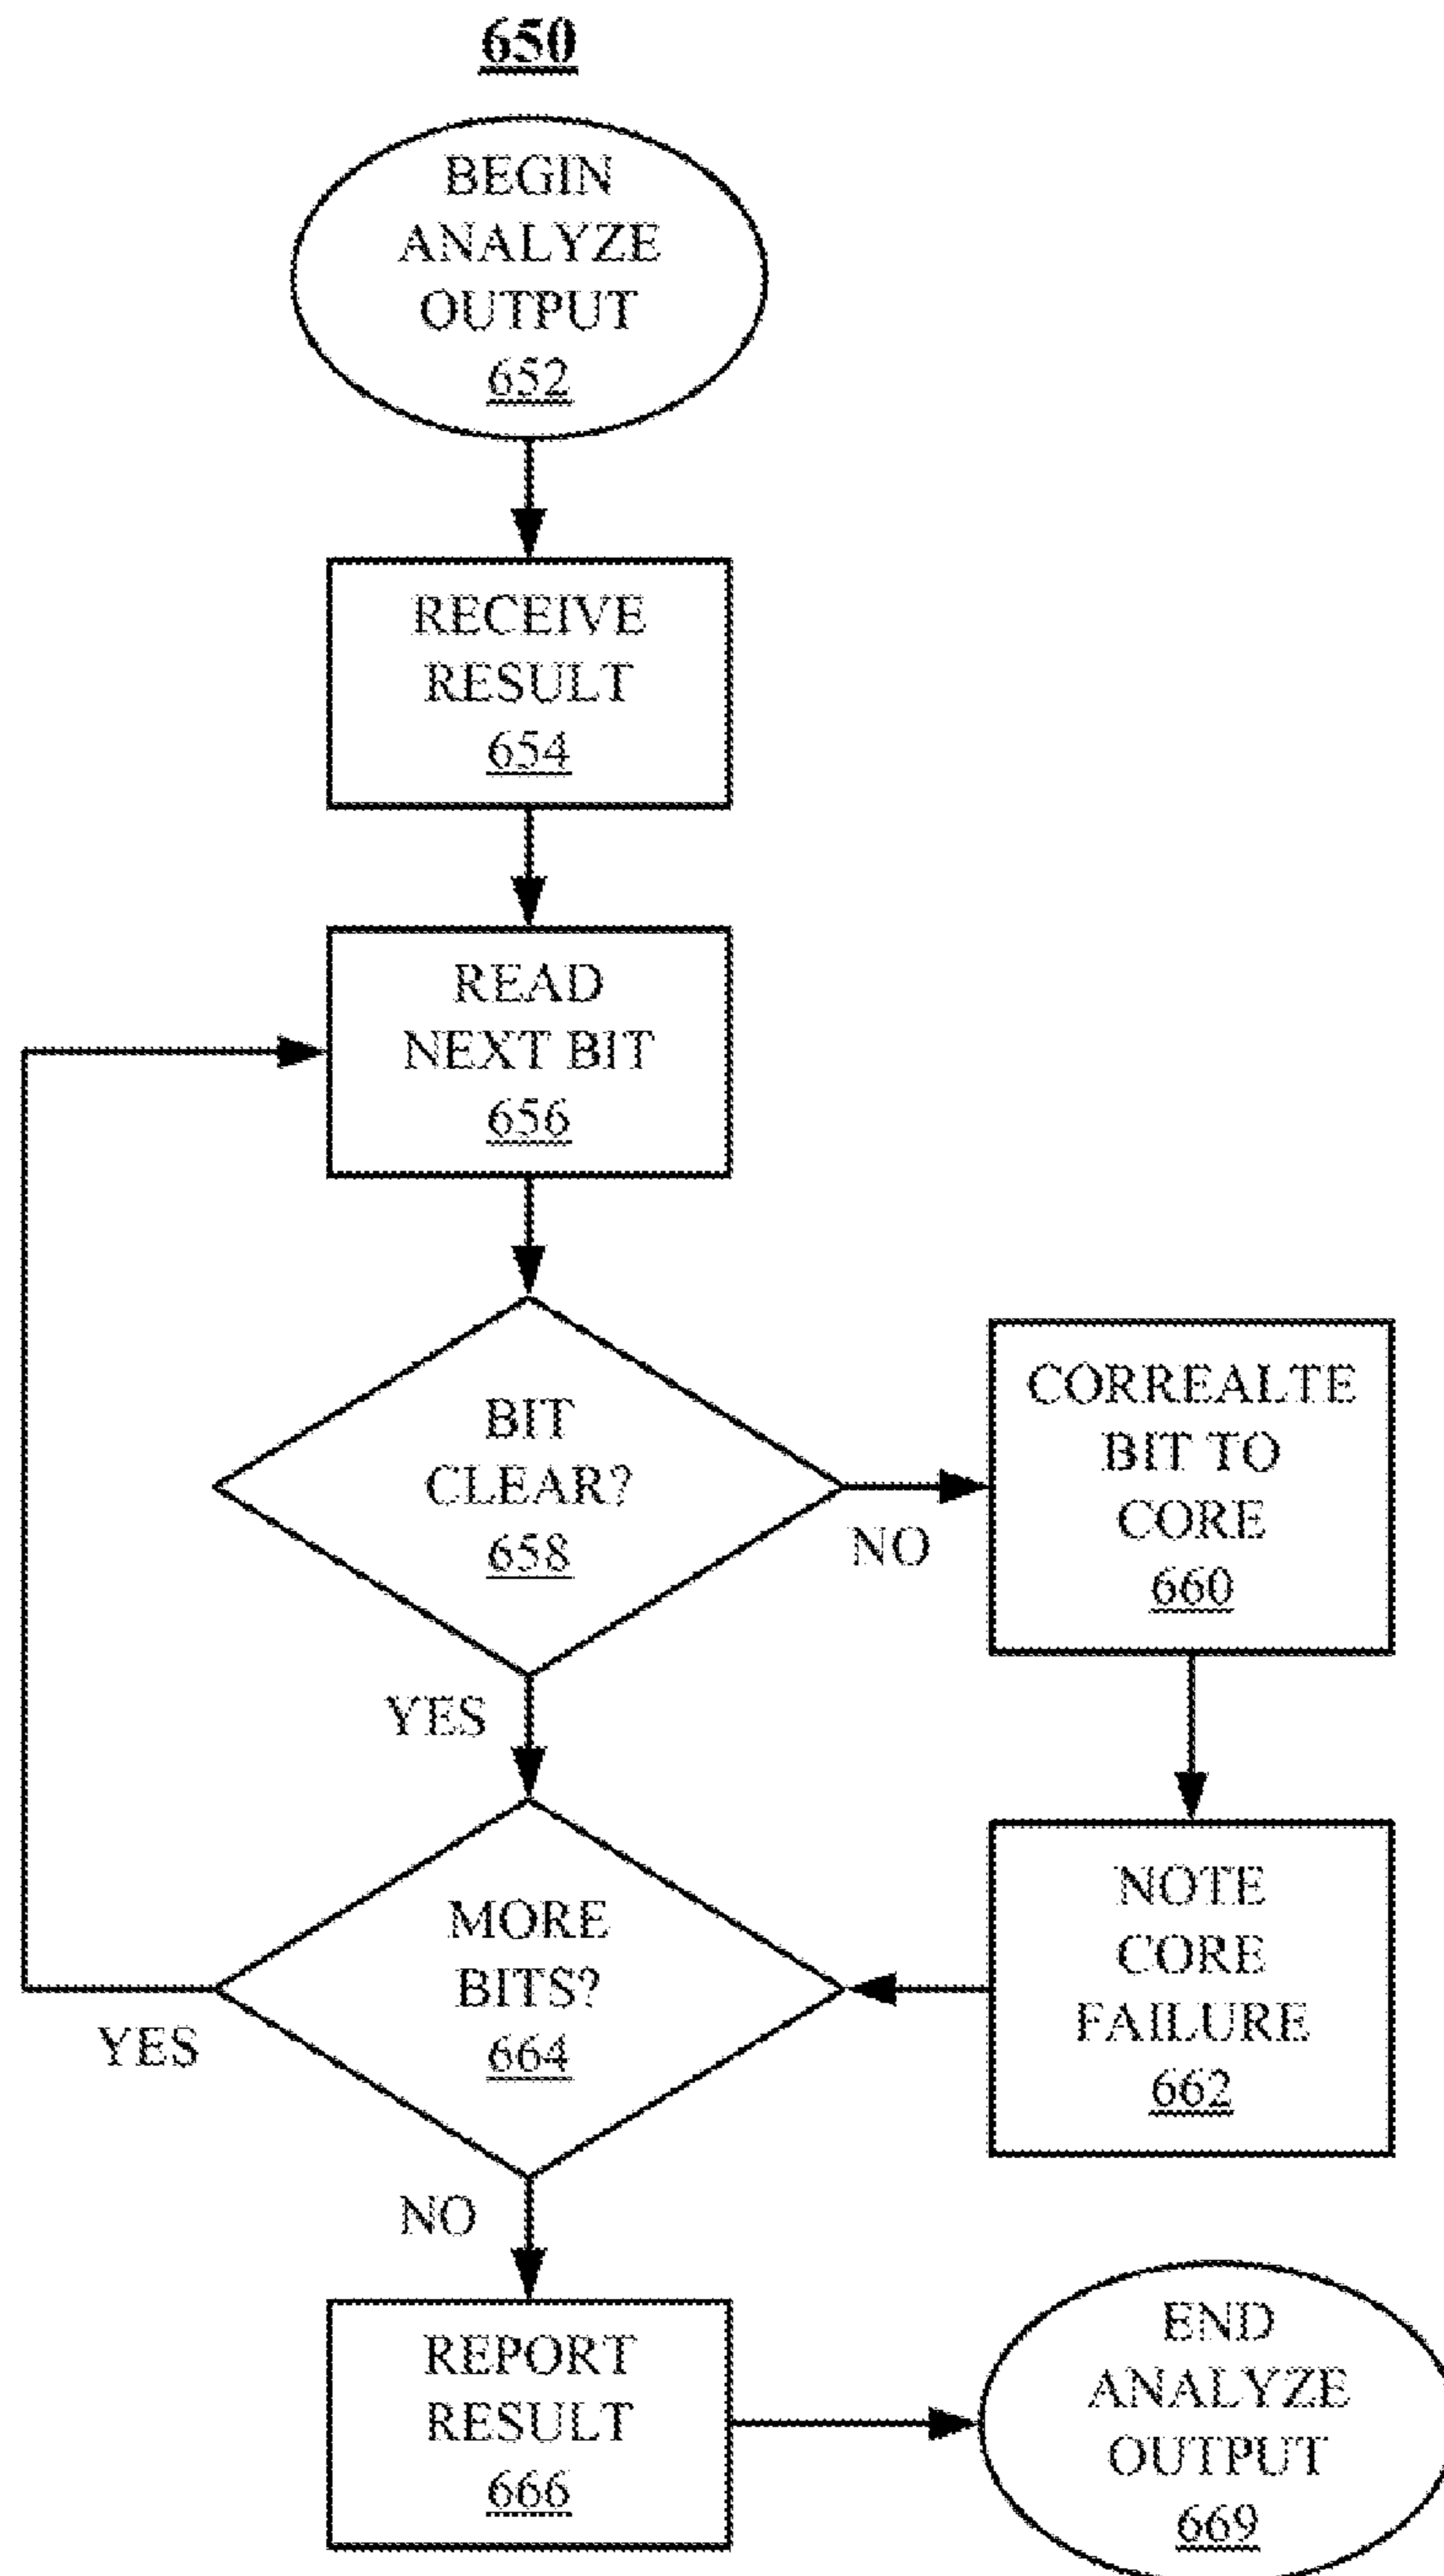 650
BEGIN
ANALYZE
OUTPUT
652
RECEIVE
RESULT
654
READ
NEXT BIT
656
BIT
CLEAR?
658
NO
CORREALTE
BIT TO
CORE
660
YES
NOTE
CORE
FAILURE
662
MORE
BITS?
664
YES
NO
REPORT
RESULT
666
END
ANALYZE
OUTPUT
669